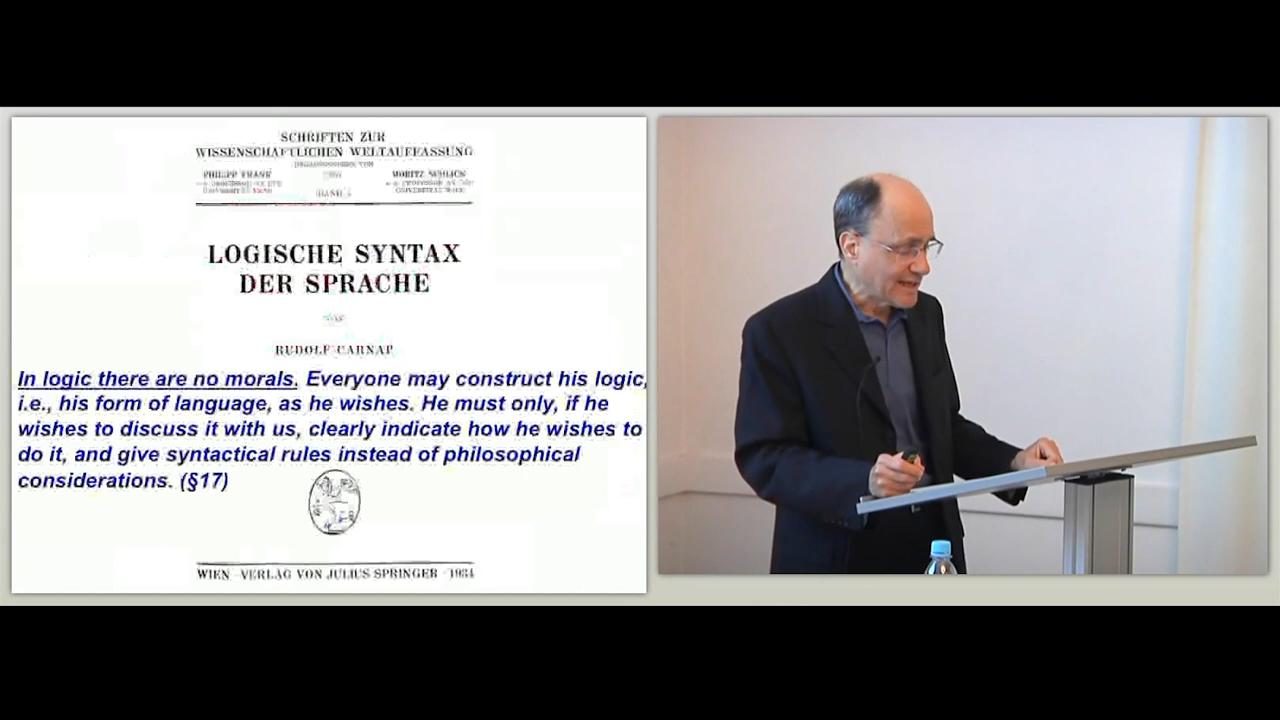 SCHRIFTEN ZUR
WISSENSCHAFTLICHEN WELTAUFFASSUNG
HERAUSGEGEBEN VON
PHILIPP FRANK
MORITZ SCHLICK
LOGISCHE SYNTAX
DER SPRACHE
VON
RUDOLF CARNAP
In logic there are no morals. Everyone may construct his logic,
i.e., his form of language, as he wishes. He must only, if he
wishes to discuss it with us, clearly indicate how he wishes to
do it, and give syntactical rules instead of philosophical
considerations. (§17)
WIEN VERLAG VON JULIUS SPRINGER 1934